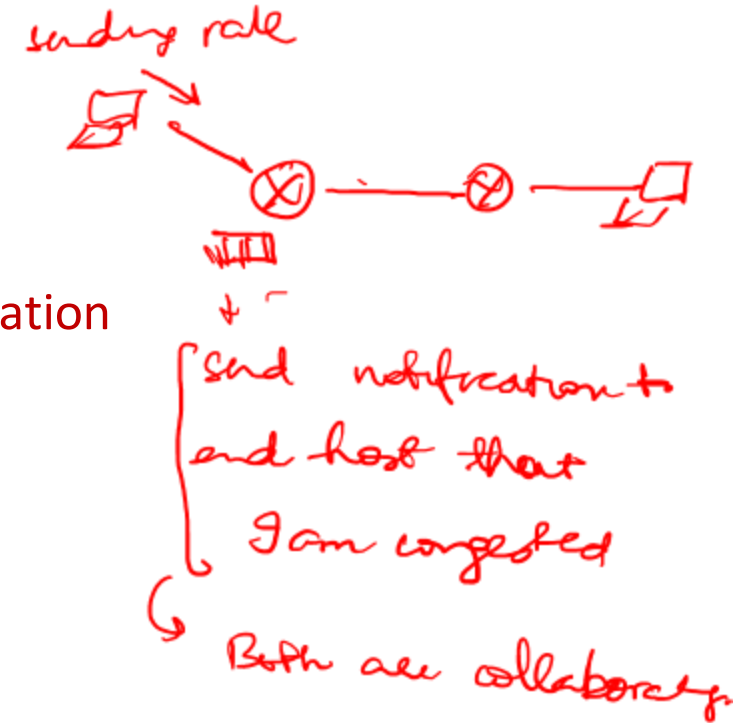 sending rate
ation
send notification to
end host that
I am congested
Both are collaborating